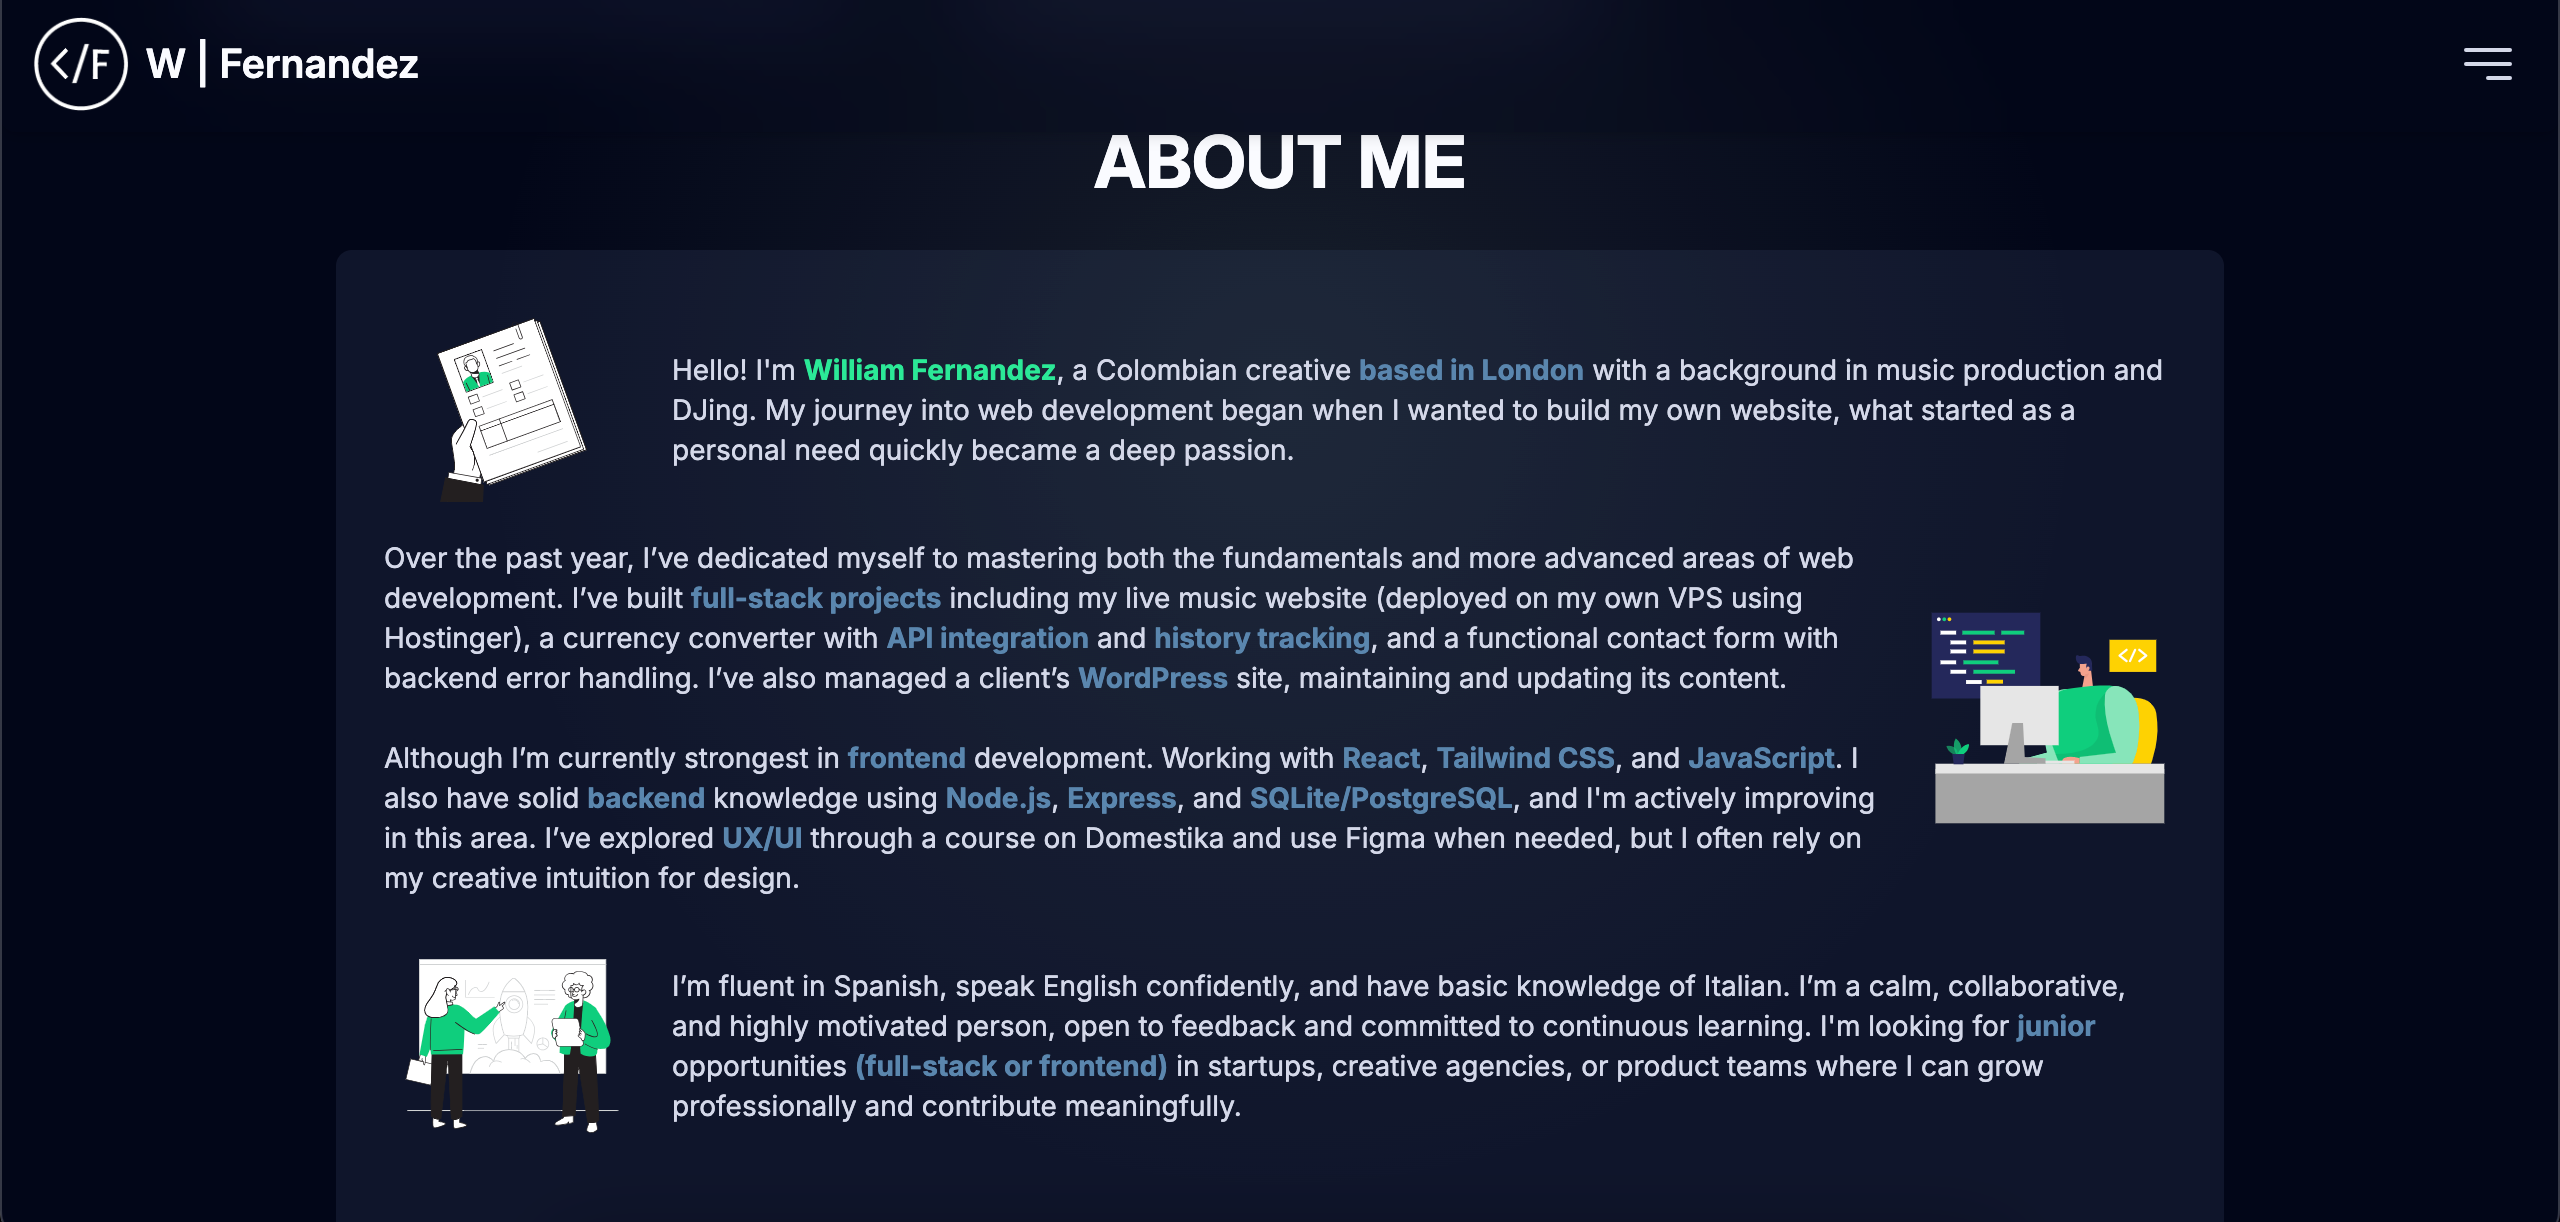 </F W | Fernandez
ABOUT ME
Hello! I'm William Fernandez, a Colombian creative based in London with a background in music production and
DJing. My journey into web development began when I wanted to build my own website, what started as a
personal need quickly became a deep passion.
Over the past year, I’ve dedicated myself to mastering both the fundamentals and more advanced areas of web
development. I’ve built full-stack projects including my live music website (deployed on my own VPS using
Hostinger), a currency converter with API integration and history tracking, and a functional contact form with
backend error handling. I’ve also managed a client’s WordPress site, maintaining and updating its content.
</>
Although I’m currently strongest in frontend development. Working with React, Tailwind CSS, and JavaScript. I
also have solid backend knowledge using Node.js, Express, and SQLite/PostgreSQL, and I'm actively improving
in this area. I’ve explored UX/UI through a course on Domestika and use Figma when needed, but I often rely on
my creative intuition for design.
I’m fluent in Spanish, speak English confidently, and have basic knowledge of Italian. I’m a calm, collaborative,
and highly motivated person, open to feedback and committed to continuous learning. I'm looking for junior
opportunities (full-stack or frontend) in startups, creative agencies, or product teams where I can grow
professionally and contribute meaningfully.